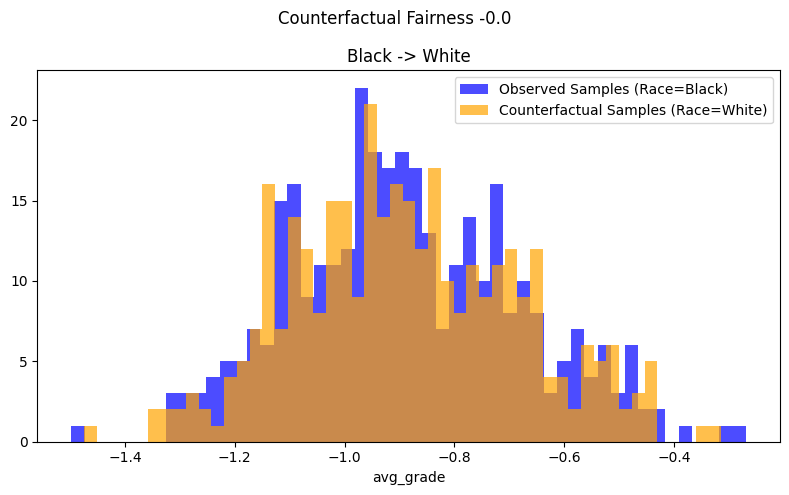 Counterfactual Fairness -0.0
Black -> White
Observed Samples (Race=Black)
Counterfactual Samples (Race=White)
20
15
10
5
0
−1.4 −1.2 −1.0 −0.8 −0.6 −0.4
avg_grade